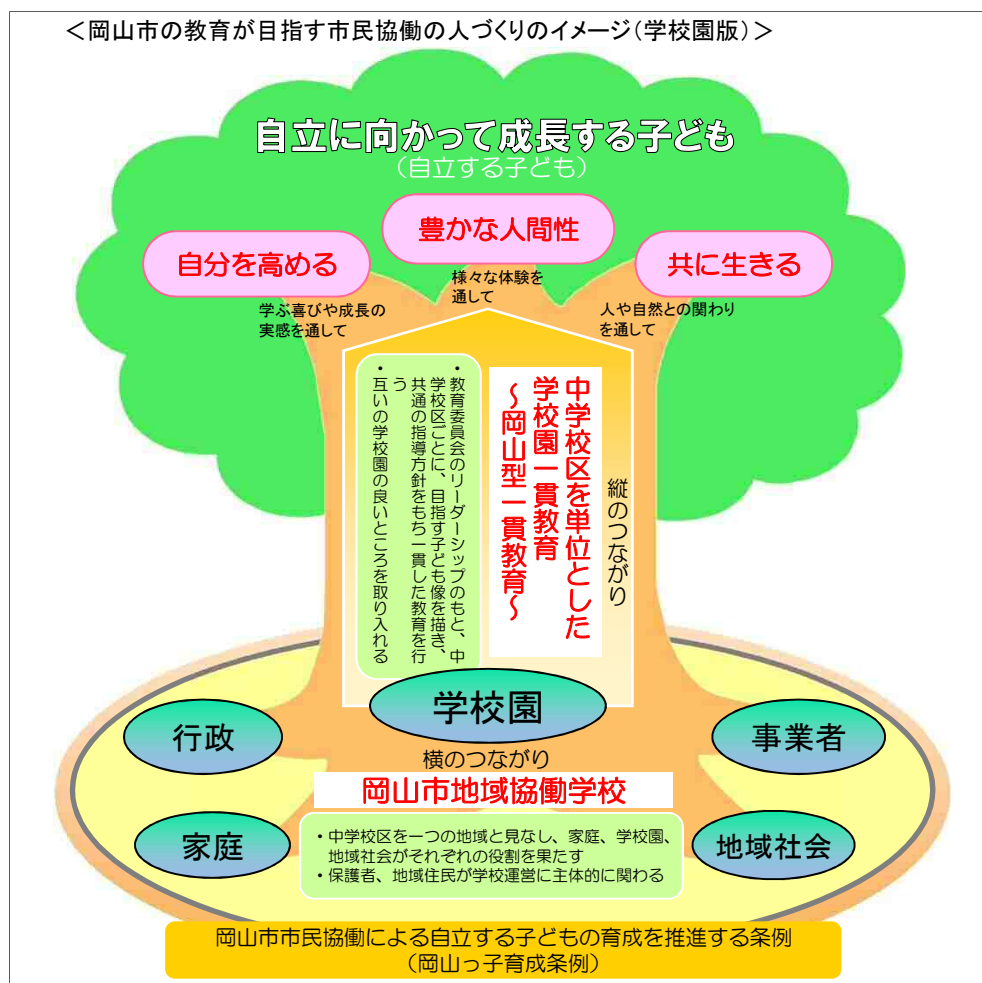 ＜岡山市の教育が目指す市民協働の人づくりのイメージ（学校園版）＞
自立に向かって成長する子ども
（自立する子ども）
豊かな人間性
自分を高める
共に生きる
様々な体験を
通して
学ぶ喜びや成長の
実感を通して
人や自然との関わり
を通して
縦のつながり
中学校区を単位とした
学校園一貫教育
～岡山型一貫教育～
・教育委員会のリーダーシップのもと、中
学校区ごとに、目指す子ども像を描き、
共通の指導方針をもち一貫した教育を行
う
・互いの学校園の良いところを取り入れる
学校園
行政
事業者
横のつながり
岡山市地域協働学校
家庭
地域社会
・中学校区を一つの地域と見なし、家庭、学校園、
地域社会がそれぞれの役割を果たす
・保護者、地域住民が学校運営に主体的に関わる
岡山市市民協働による自立する子どもの育成を推進する条例
（岡山っ子育成条例）